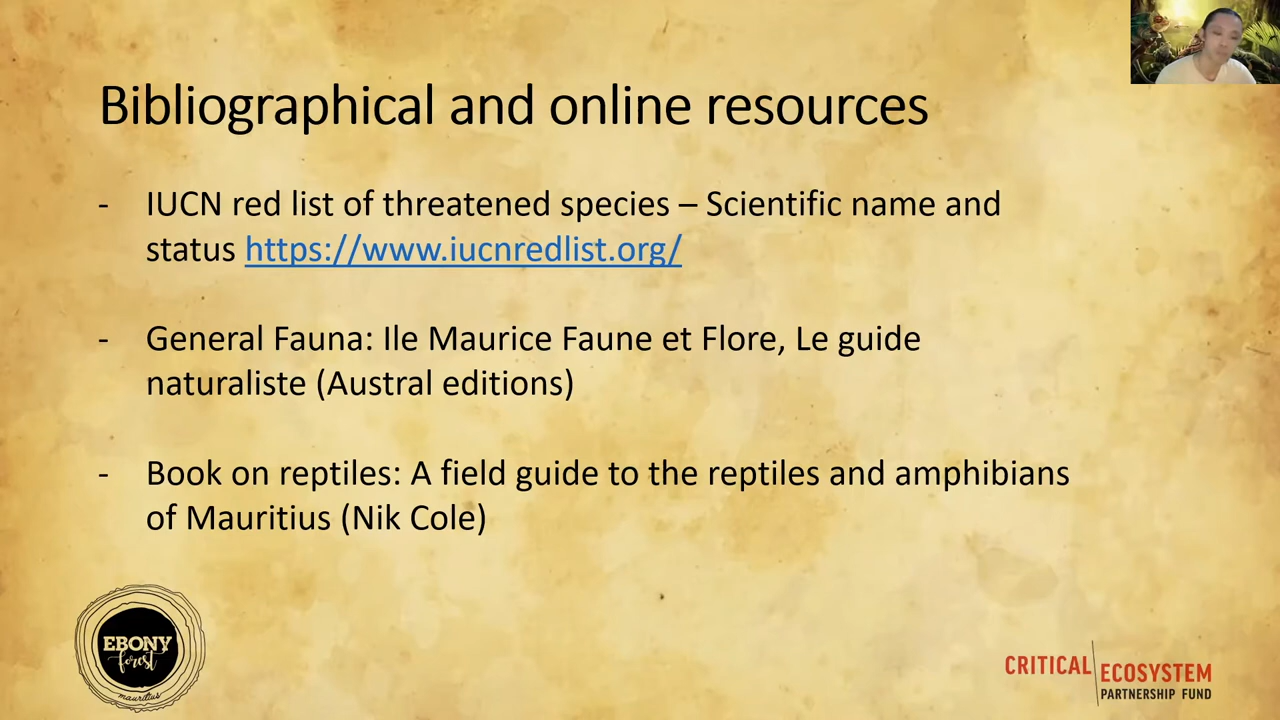 Bibliographical and online resources
- IUCN red list of threatened species – Scientific name and
status https://www.iucnredlist.org/
- General Fauna: Ile Maurice Faune et Flore, Le guide
naturaliste (Austral editions)
- Book on reptiles: A field guide to the reptiles and amphibians
of Mauritius (Nik Cole)
EBONY
forest
mauritius
CRITICAL ECOSYSTEM
PARTNERSHIP FUND